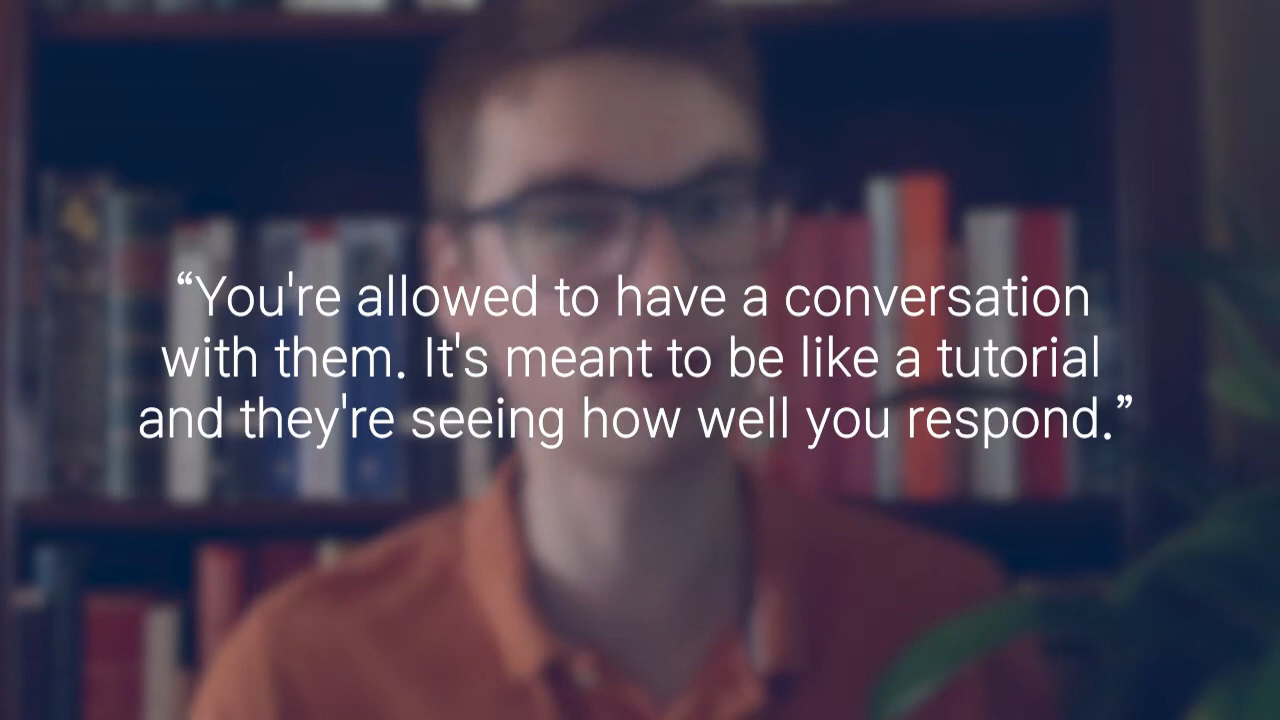 “You're allowed to have a conversation
with them. It's meant to be like a tutorial
and they're seeing how well you respond.”